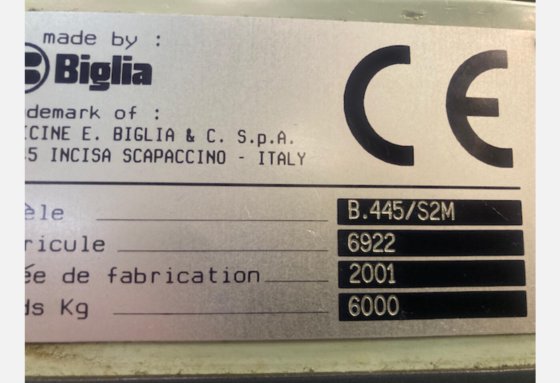 made by :
Biglia
demark of :
CINE E. BIGLIA & C. S.p.A.
5 INCISA SCAPACCINO - ITALY
CE
èle B.445/S2M
ricule 6922
ée de fabrication 2001
ds Kg 6000